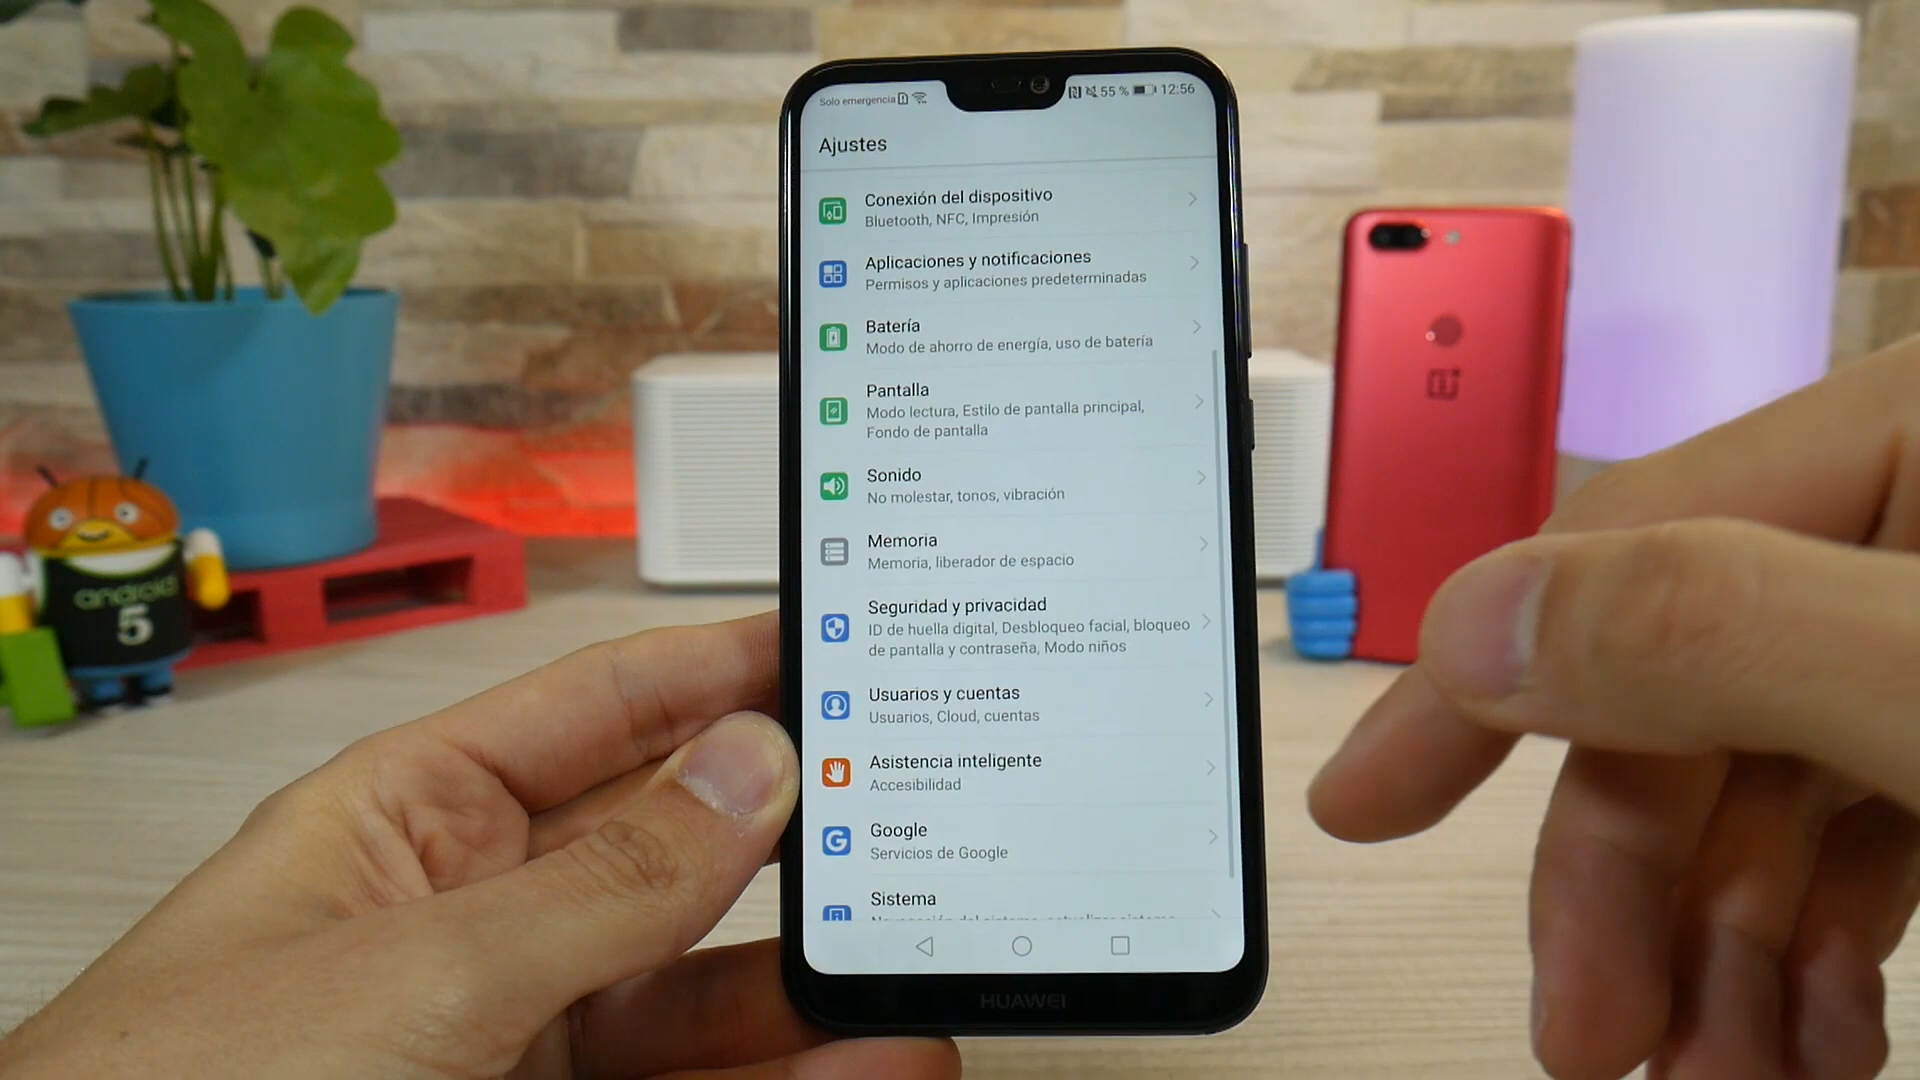 Solo emergencia
55 % 12:56
Ajustes
Conexión del dispositivo
Bluetooth, NFC, Impresión
Aplicaciones y notificaciones
Permisos y aplicaciones predeterminadas
Batería
Modo de ahorro de energía, uso de batería
Pantalla
Modo lectura, Estilo de pantalla principal,
Fondo de pantalla
Sonido
No molestar, tonos, vibración
Memoria
Memoria, liberador de espacio
Seguridad y privacidad
ID de huella digital, Desbloqueo facial, bloqueo
de pantalla y contraseña, Modo niños
Usuarios y cuentas
Usuarios, Cloud, cuentas
Asistencia inteligente
Accesibilidad
Google
Servicios de Google
Sistema
HUAWEI
android
5